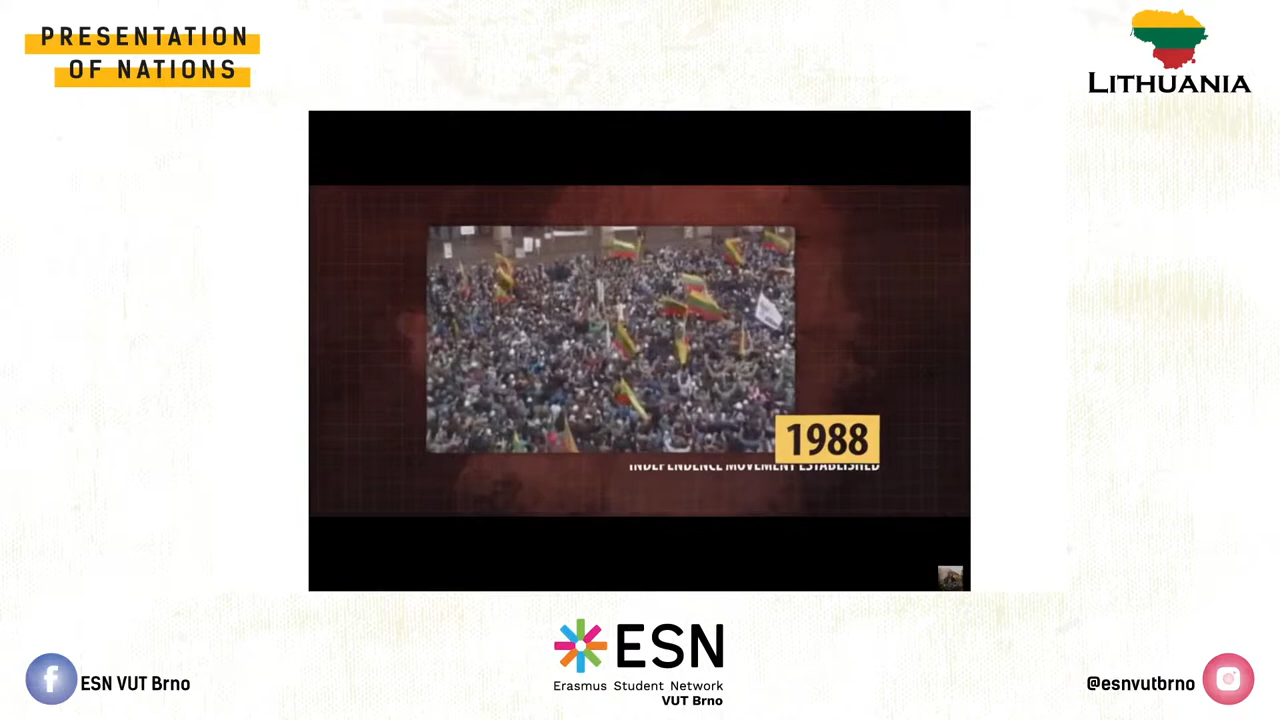 PRESENTATION
OF NATIONS
LITHUANIA
1988
INDEPENDENCE MOVEMENT ESTABLISHED
ESN
Erasmus Student Network
VUT Brno
f
ESN VUT Brno
@esnvutbrno